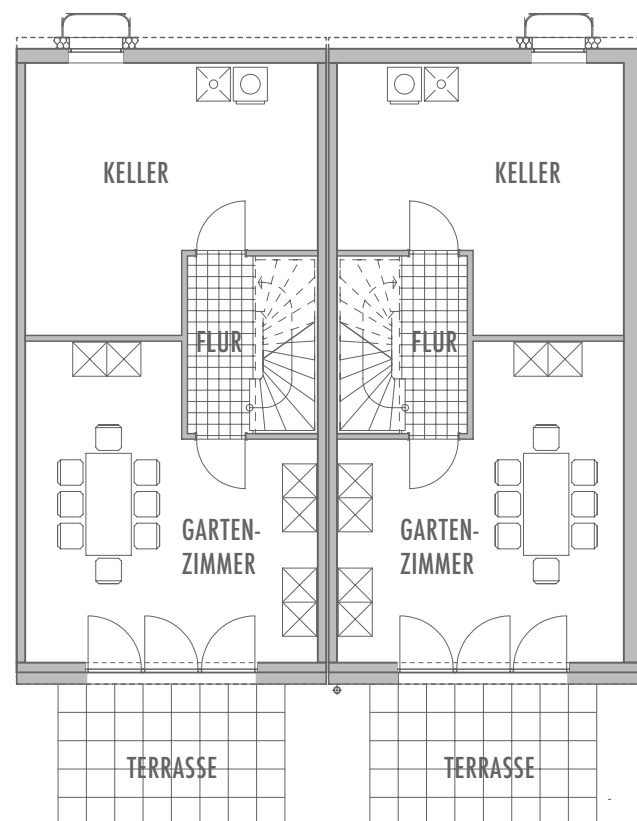 KELLER
KELLER
FLUR
FLUR
GARTEN-
ZIMMER
GARTEN-
ZIMMER
TERRASSE
TERRASSE